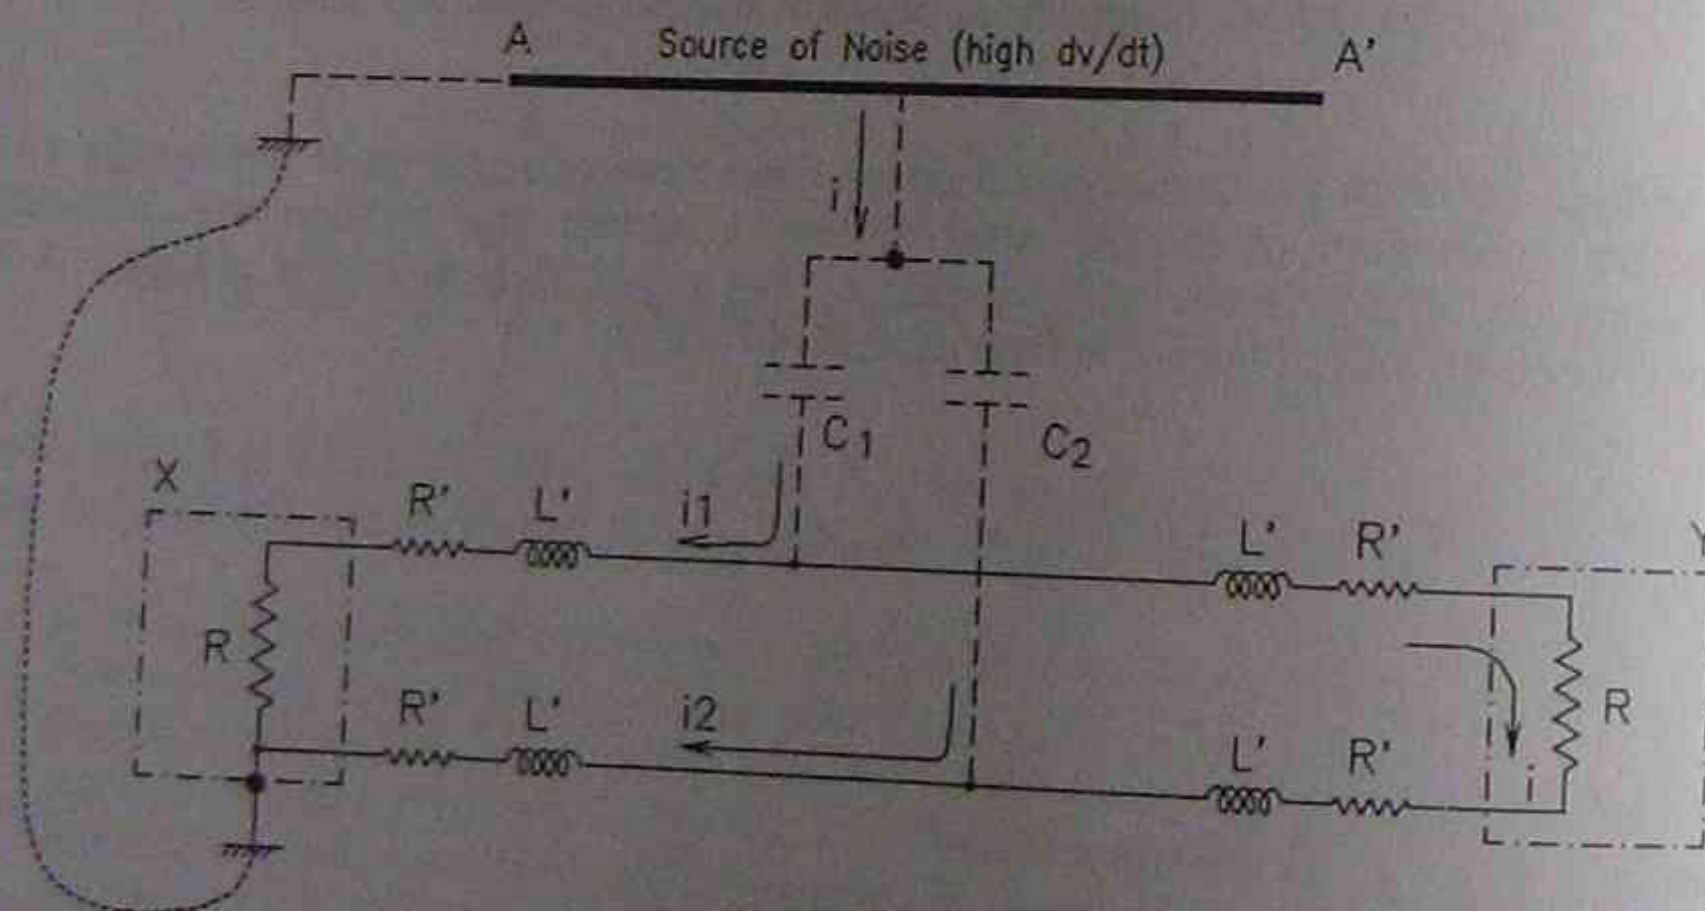 A Source of Noise (high dv/dt) A'
i
C1 C2
X
R' L' i1 L' R' Y
R R
R' L' i2 L' R' i